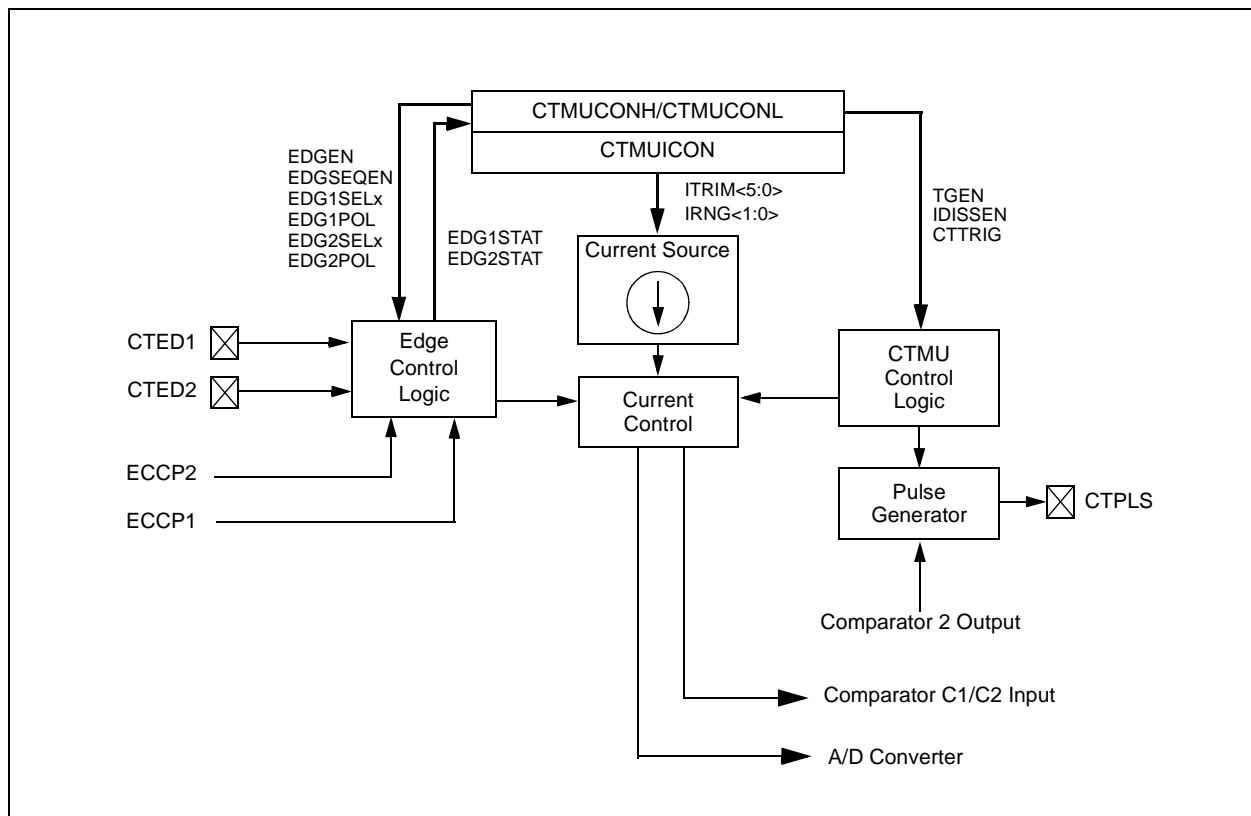 CTMUCONH/CTMUCONL
CTMUICON
EDGEN
EDGSEQEN
EDG1SELx
EDG1POL
EDG2SELx
EDG2POL
EDG1STAT
EDG2STAT
ITRIM<5:0>
IRNG<1:0>
TGEN
IDISSEN
CTTRIG
Current Source
CTED1
CTED2
Edge
Control
Logic
Current
Control
CTMU
Control
Logic
ECCP2
ECCP1
Pulse
Generator
CTPLS
Comparator 2 Output
Comparator C1/C2 Input
A/D Converter